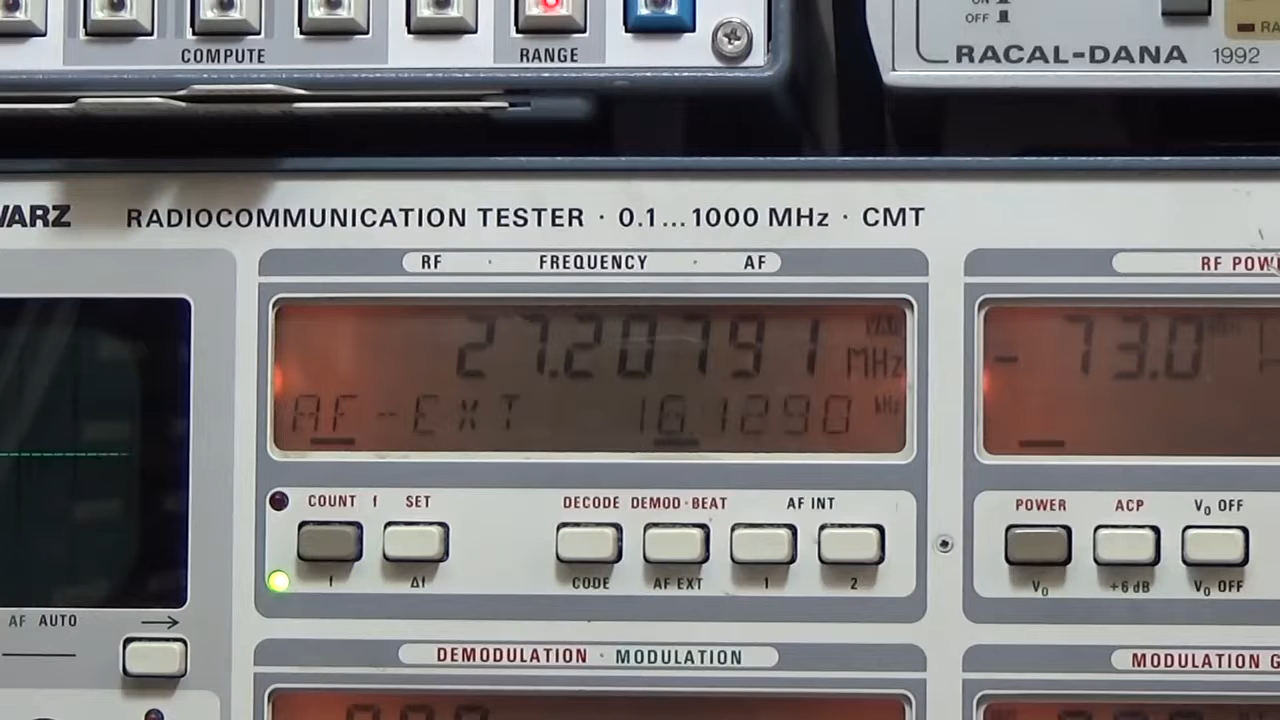 COMPUTE RANGE
OFF RACAL-DANA 1992
RADIOCOMMUNICATION TESTER · 0.1...1000 MHz · CMT
RF · FREQUENCY · AF
27.20791 MHz
- 73.0
AF-EXT 16.1290 kHz
COUNT f SET DECODE DEMOD·BEAT AF INT
f Δf CODE AF EXT 1 2
POWER ACP V₀ OFF
V₀ +6 dB V₀ OFF
AF AUTO →
DEMODULATION · MODULATION